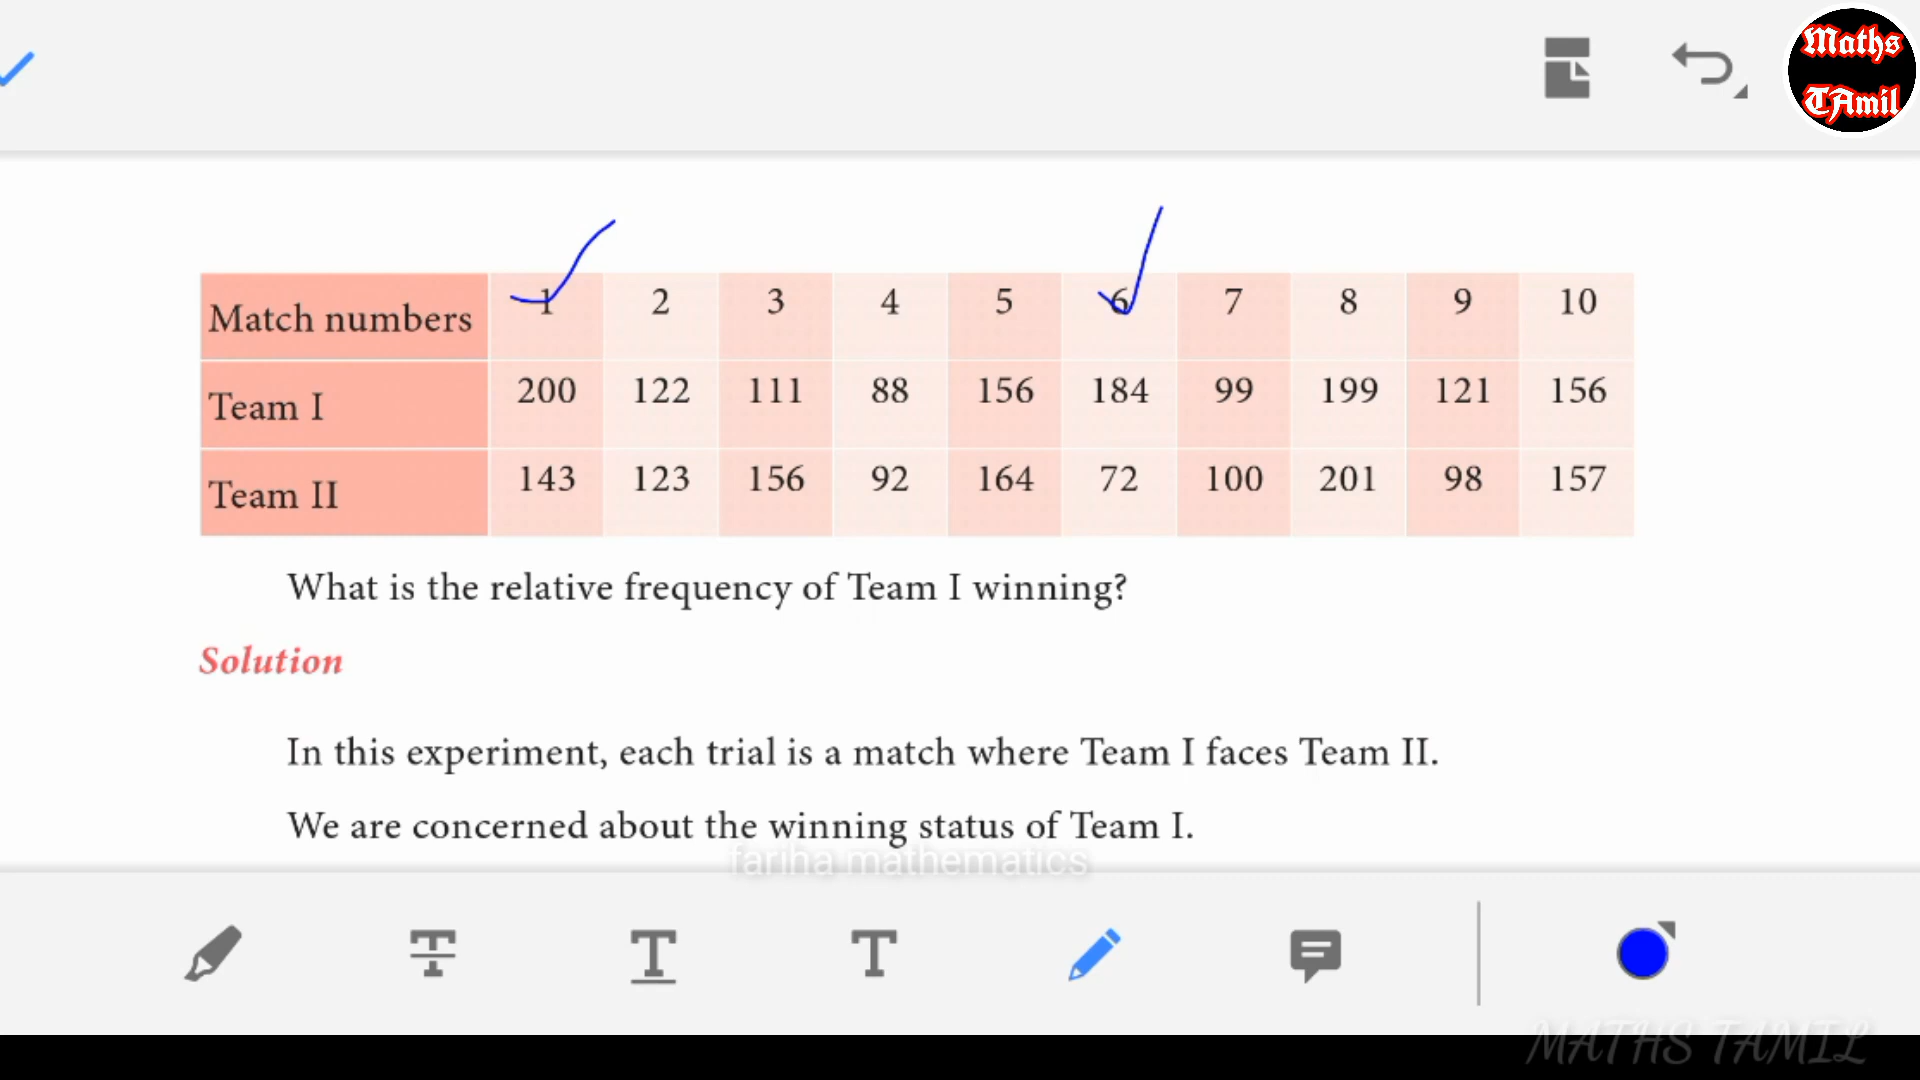 Maths
TAmil
Match numbers 1 2 3 4 5 6 7 8 9 10
Team I 200 122 111 88 156 184 99 199 121 156
Team II 143 123 156 92 164 72 100 201 98 157
What is the relative frequency of Team I winning?
Solution
In this experiment, each trial is a match where Team I faces Team II.
We are concerned about the winning status of Team I.
fariha mathematics
T T T
MATHS TAMIL